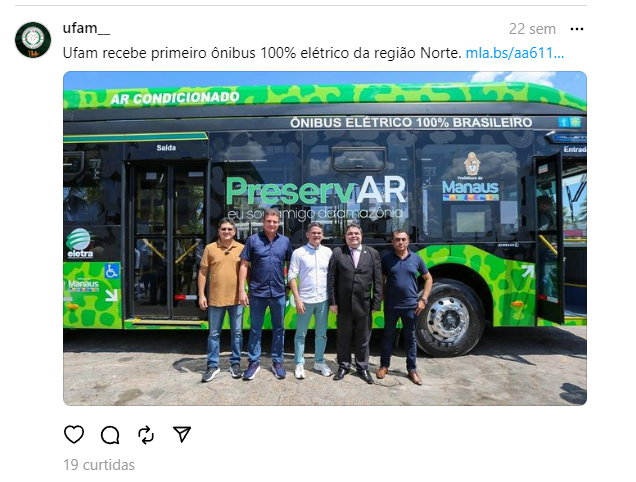 ufam__
22 sem
Ufam recebe primeiro ônibus 100% elétrico da região Norte. mla.bs/aa611...
AR CONDICIONADO
ÔNIBUS ELÉTRICO 100% BRASILEIRO
Saída
Entrada
Prefeitura de
Manaus
PreservAR
eu sou amigo da amazônia
eletra
Manaus
19 curtidas